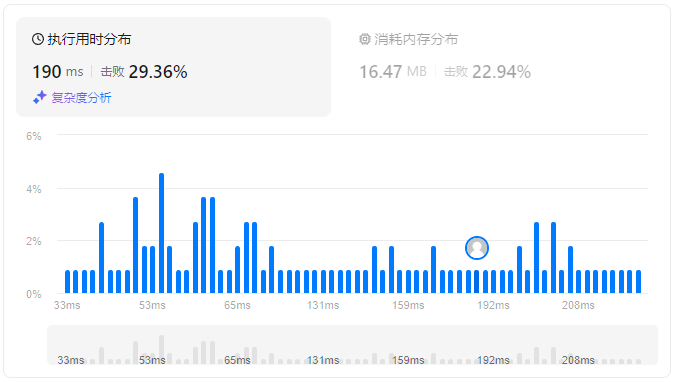 执行用时分布
190 ms 击败 29.36%
复杂度分析
消耗内存分布
16.47 MB 击败 22.94%
6%
4%
2%
0%
33ms 53ms 65ms 131ms 159ms 192ms 208ms
33ms 53ms 65ms 131ms 159ms 192ms 208ms